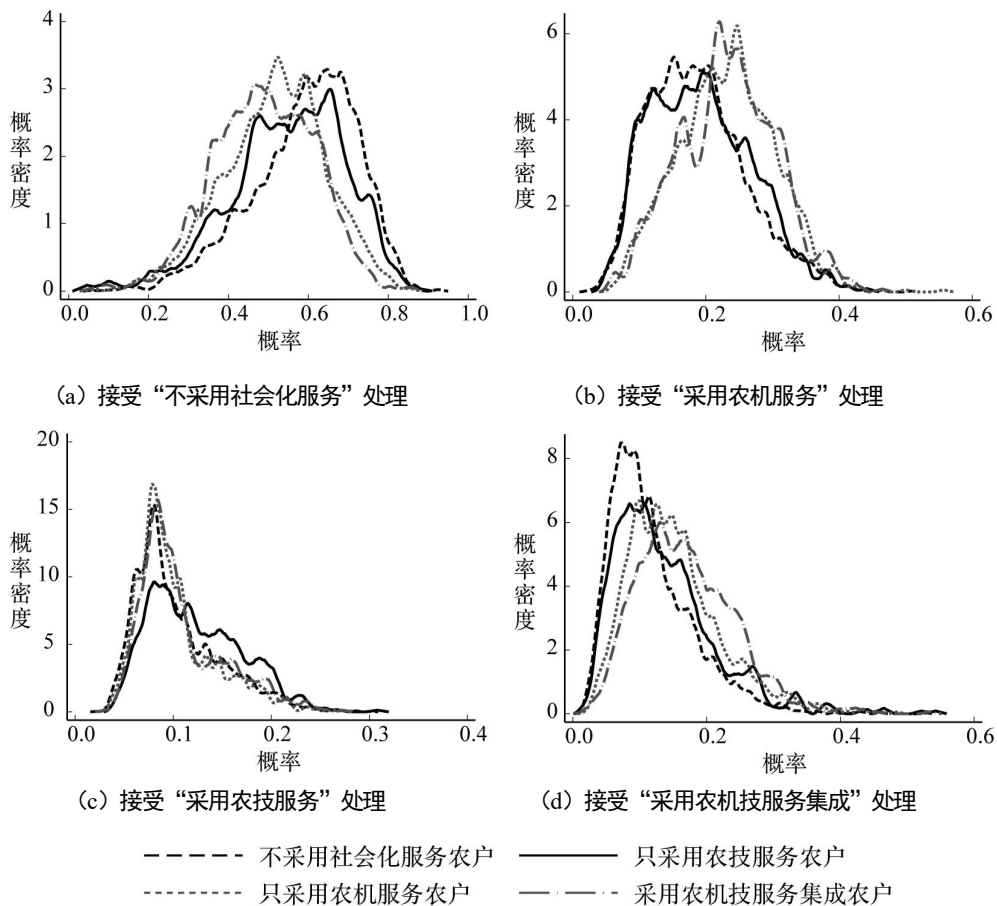 4
3
2
1
0
概率密度
0.0 0.2 0.4 0.6 0.8 1.0
概率
(a)接受“不采用社会化服务”处理
6
4
2
0
概率密度
0.0 0.2 0.4 0.6
概率
(b)接受“采用农机服务”处理
20
15
10
5
0
概率密度
0.0 0.1 0.2 0.3 0.4
概率
(c)接受“采用农技服务”处理
8
6
4
2
0
概率密度
0.0 0.2 0.4 0.6
概率
(d)接受“采用农机技服务集成”处理
不采用社会化服务农户 只采用农技服务农户
只采用农机服务农户 采用农机技服务集成农户